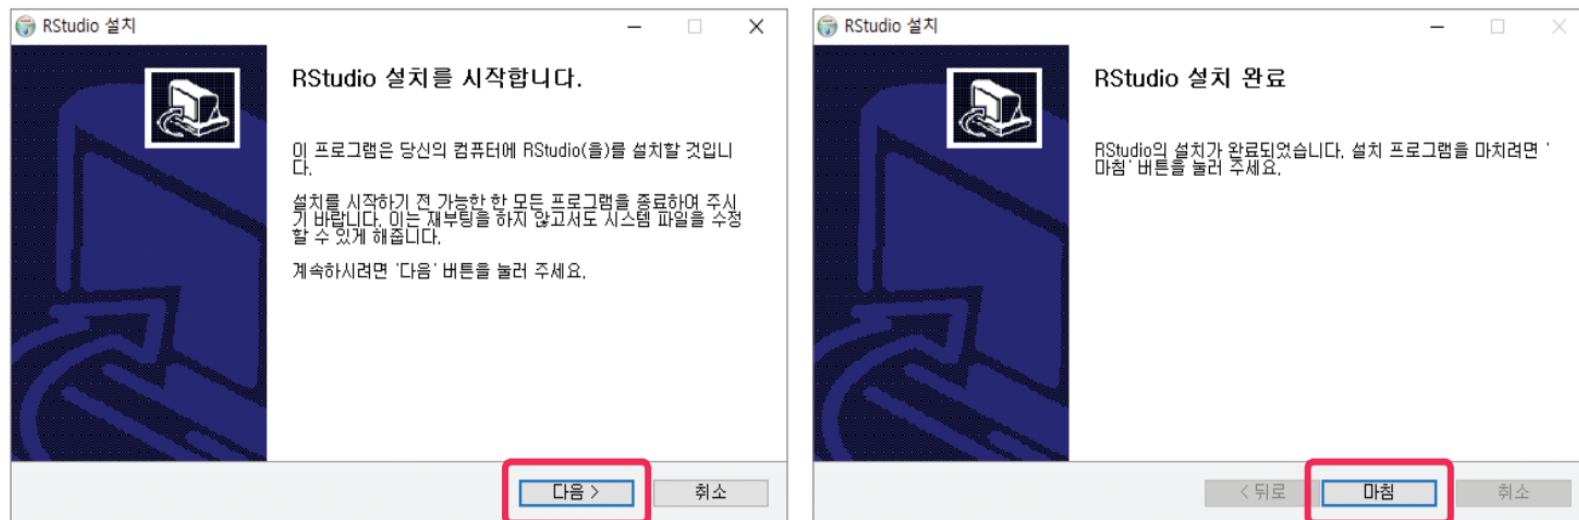 RStudio 설치
RStudio 설치를 시작합니다.
이 프로그램은 당신의 컴퓨터에 RStudio(을)를 설치할 것입니
다.
설치를 시작하기 전 가능한 한 모든 프로그램을 종료하여 주시
기 바랍니다. 이는 재부팅을 하지 않고서도 시스템 파일을 수정
할 수 있게 해줍니다.
계속하시려면 '다음' 버튼을 눌러 주세요.
다음 >
취소
RStudio 설치
RStudio 설치 완료
RStudio의 설치가 완료되었습니다. 설치 프로그램을 마치려면 '
마침' 버튼을 눌러 주세요.
< 뒤로
마침
취소